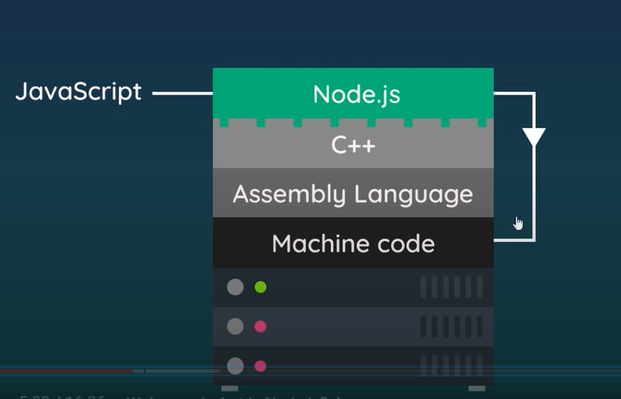 JavaScript
Node.js
C++
Assembly Language
Machine code